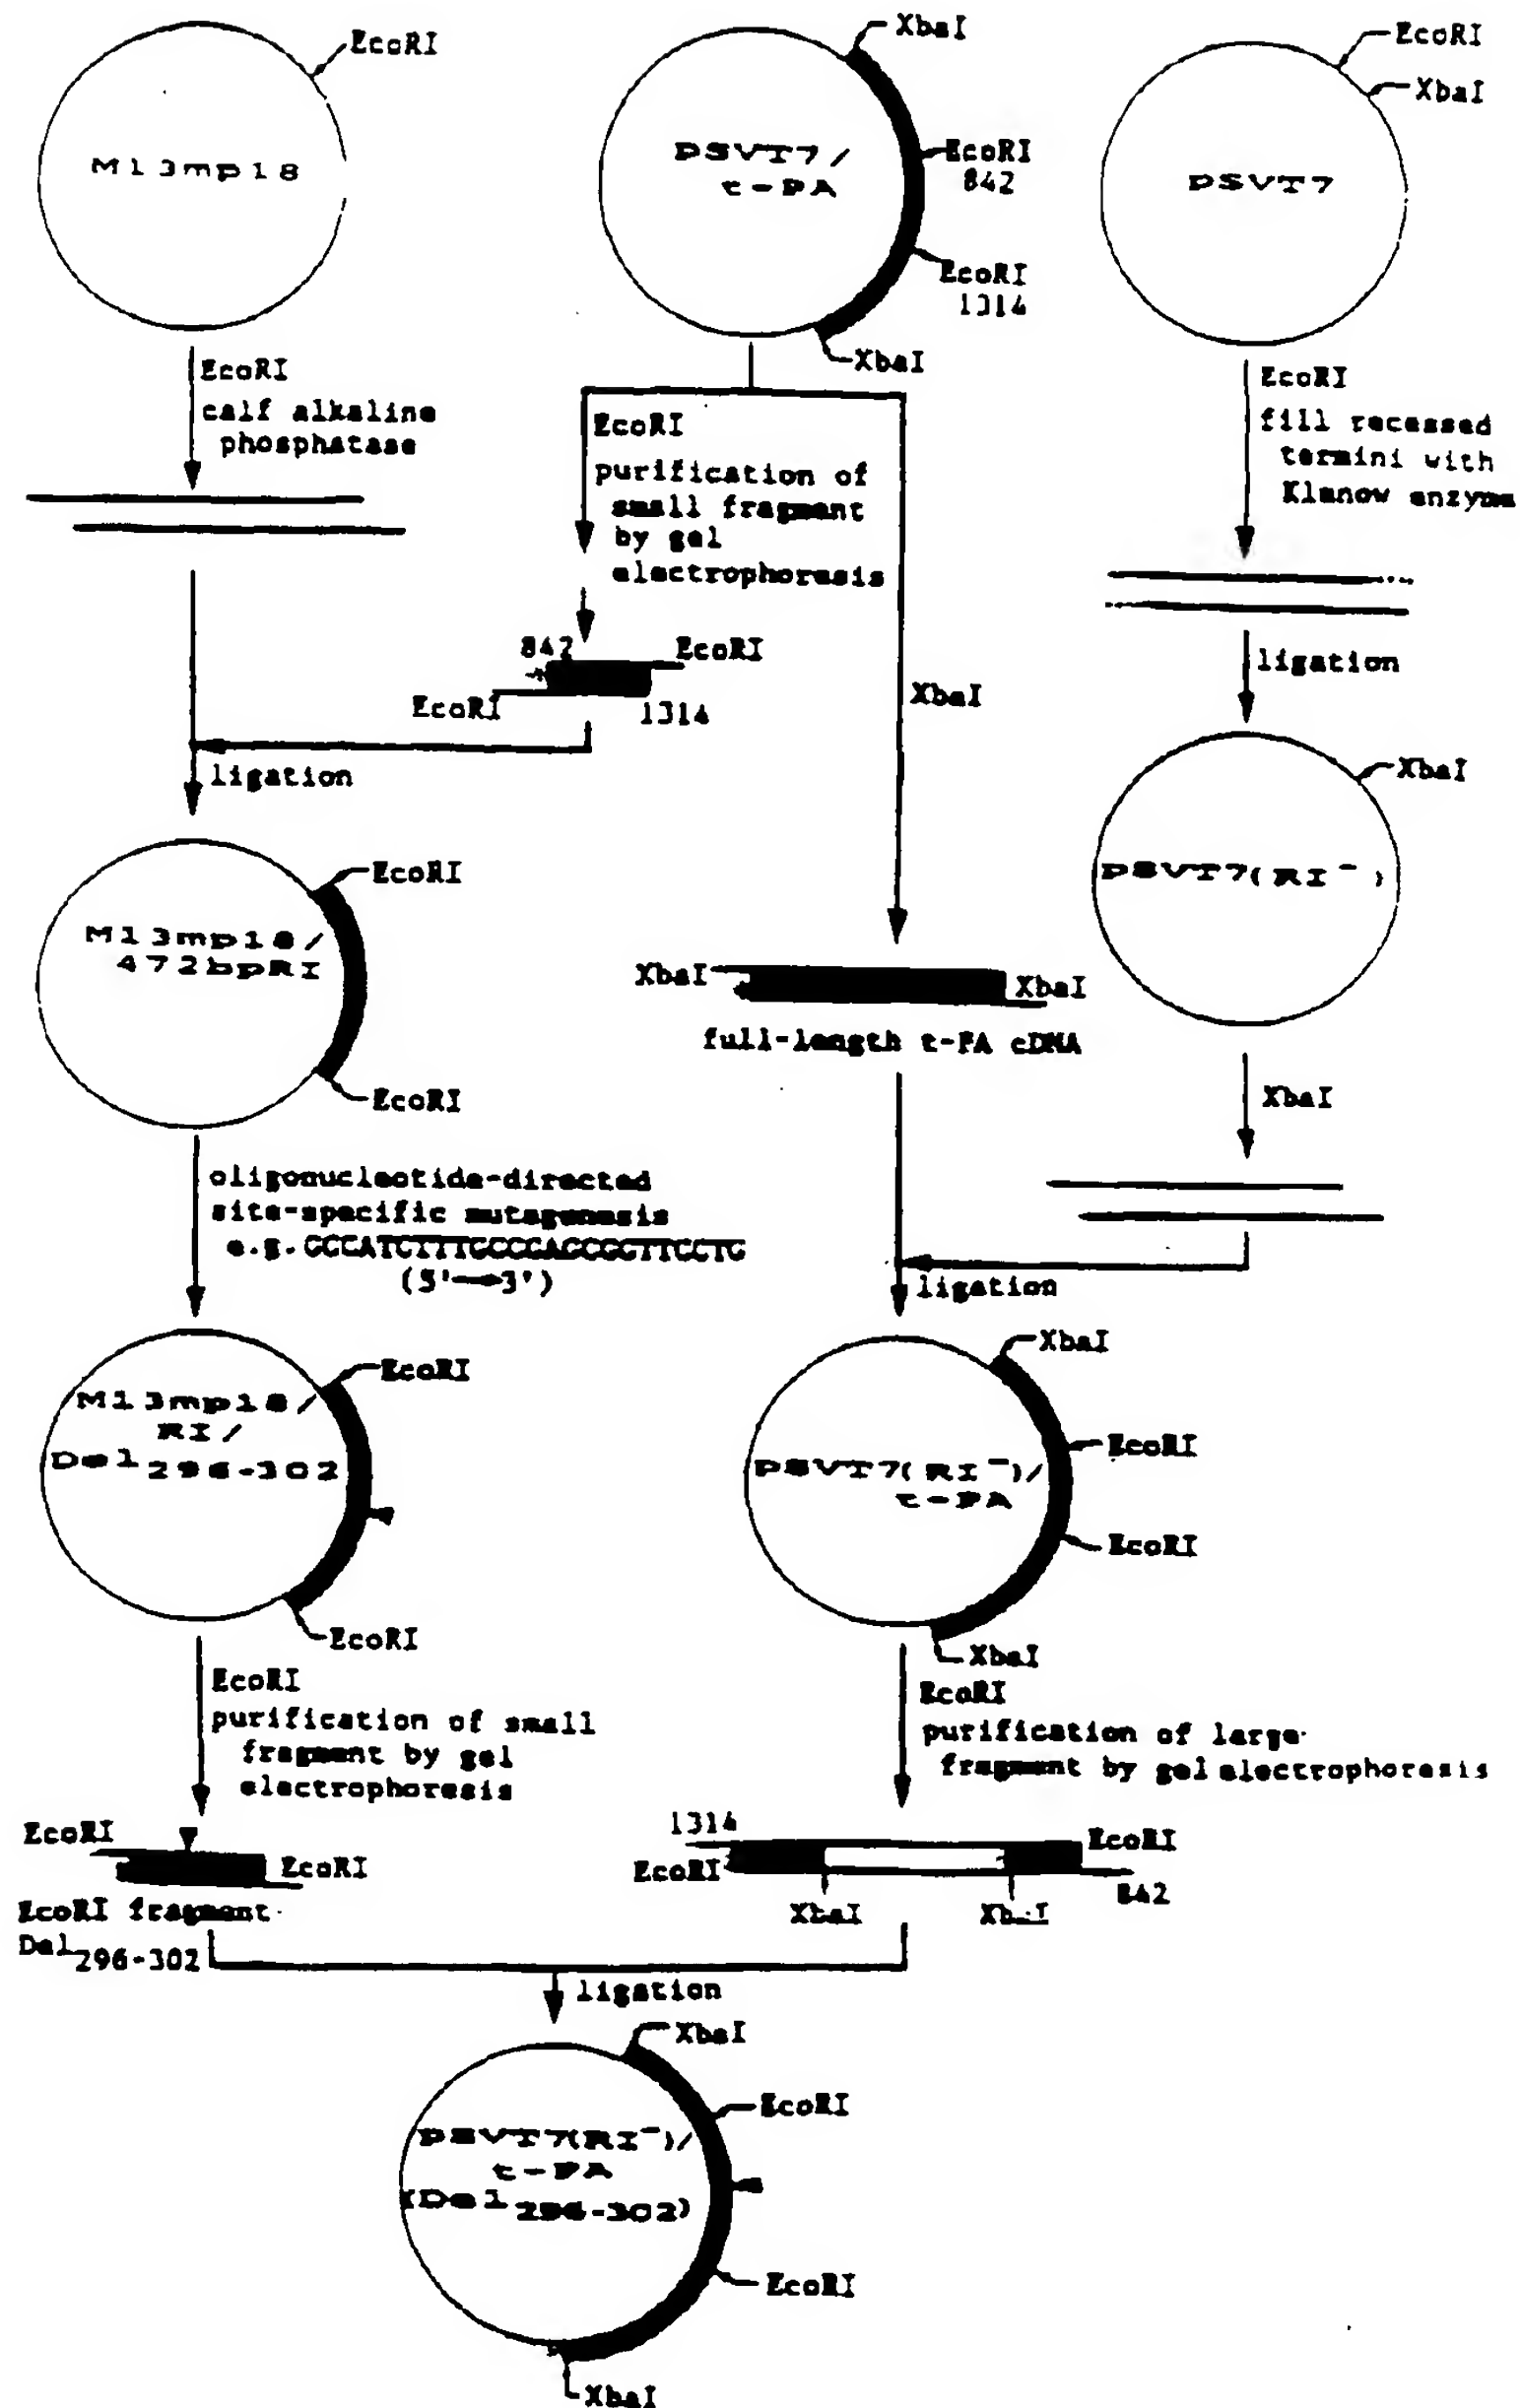 EcoRI
M13mp18
XbaI
pSVT7/
t-PA
EcoRI
842
EcoRI
1314
XbaI
EcoRI
XbaI
pSVT7
EcoRI
calf alkaline
phosphatase
EcoRI
purification of
small fragment
by gel
electrophoresis
XbaI
EcoRI
fill recessed
termini with
Klenow enzyme
842
EcoRI
EcoRI
1314
ligation
ligation
XbaI
pSVT7(RI⁻)
EcoRI
M13mp18/
472bpRI
EcoRI
XbaI
XbaI
full-length t-PA cDNA
XbaI
oligonucleotide-directed
site-specific mutagenesis
e.g.
(5'→3')
ligation
EcoRI
M13mp18/
RI/
Del296-302
EcoRI
XbaI
EcoRI
pSVT7(RI⁻)/
t-PA
EcoRI
XbaI
EcoRI
purification of small
fragment by gel
electrophoresis
EcoRI
purification of large
fragment by gel electrophoresis
EcoRI
EcoRI
EcoRI fragment
Del296-302
1314
EcoRI
EcoRI
842
XbaI
XbaI
ligation
XbaI
EcoRI
pSVT7(RI⁻)/
t-PA
(Del296-302)
EcoRI
XbaI